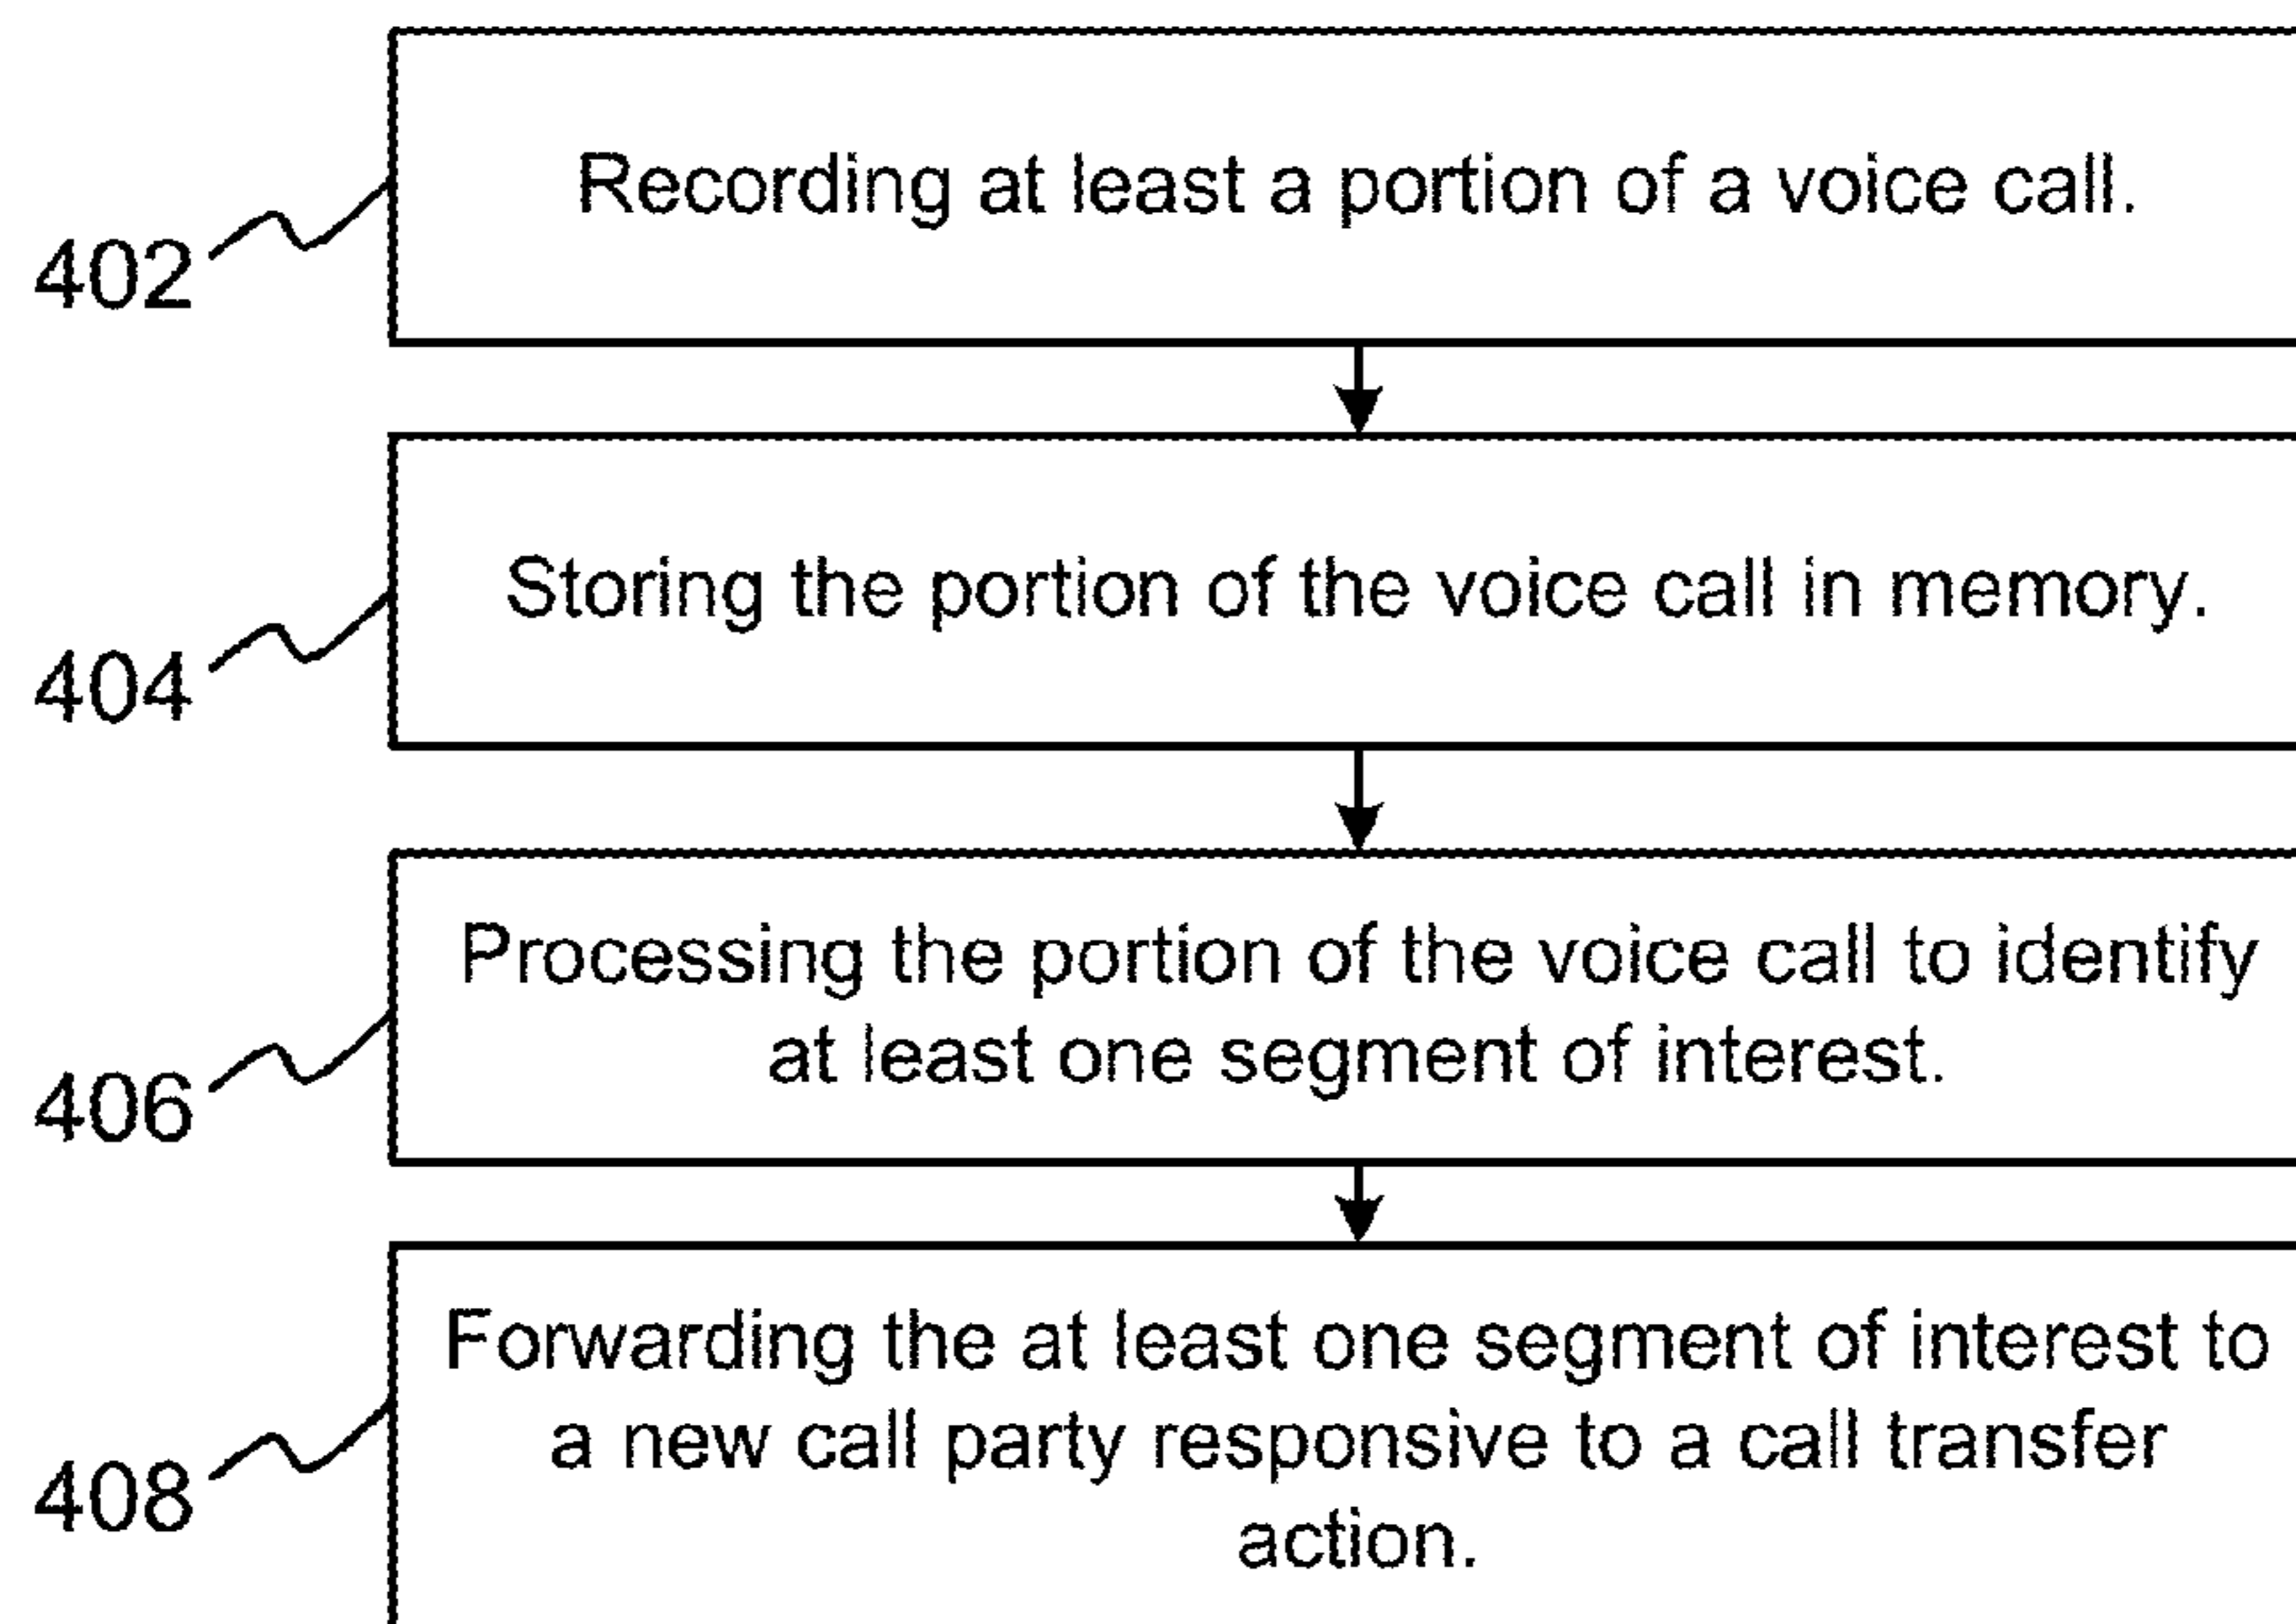 Recording at least a portion of a voice call.
402
Storing the portion of the voice call in memory.
404
Processing the portion of the voice call to identify
at least one segment of interest.
406
Forwarding the at least one segment of interest to
a new call party responsive to a call transfer
action.
408